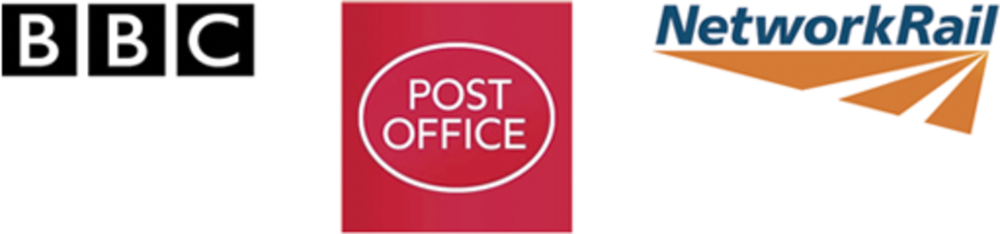 BBC
POST
OFFICE
NetworkRail